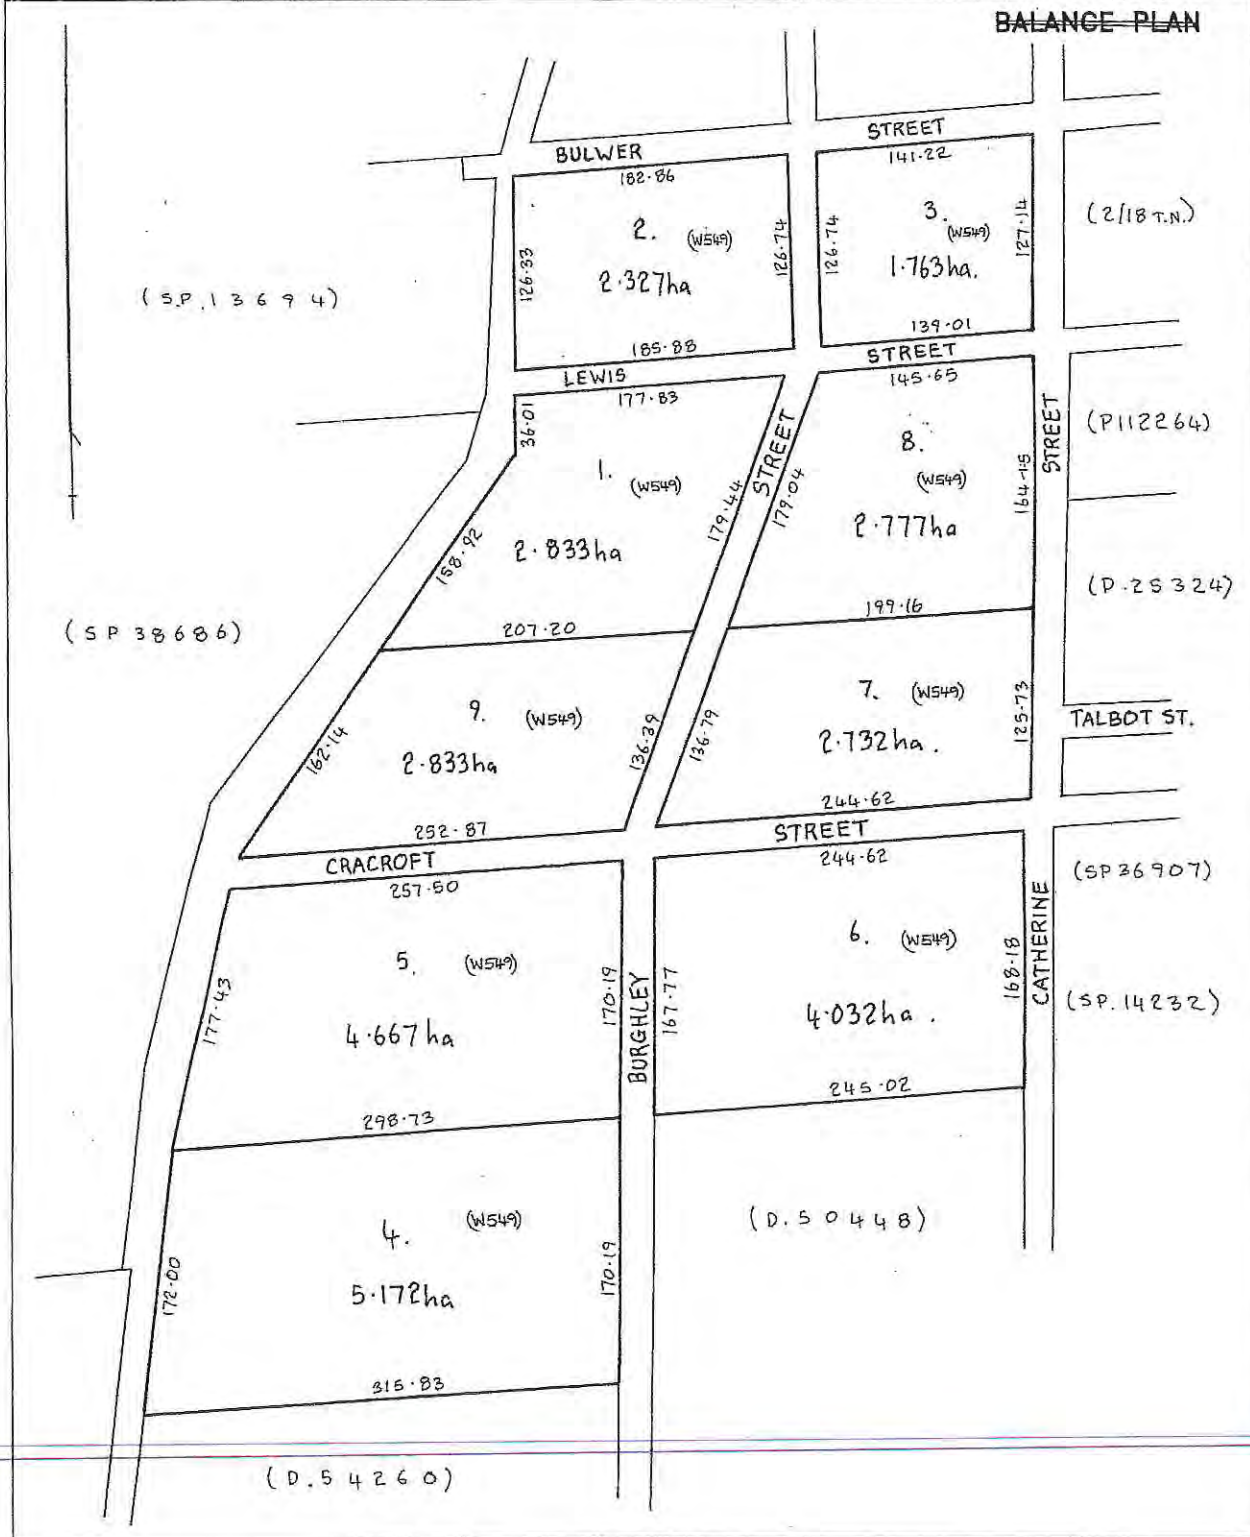 BALANCE PLAN
BULWER STREET
182·86
141·22
2. (W549)
2·327ha
126·33
126·74
185·88
3. (W549)
1·763ha.
126·74
127·14
139·01
(2/18 T.N.)
(S.P.13694)
LEWIS STREET
177·83
145·65
36·01
1. (W549)
2·833ha
158·92
179·44
STREET
179·04
207·20
8. (W549)
2·777ha
164·15
199·16
STREET
(P112264)
(D.25324)
(SP38686)
9. (W549)
2·833ha
162·14
136·39
252·87
7. (W549)
2·732ha.
136·79
125·73
244·62
TALBOT ST.
CRACROFT STREET
257·50
244·62
5. (W549)
4·667ha
177·43
170·19
298·73
BURGHLEY
6. (W549)
4·032ha.
167·77
168·18
245·02
CATHERINE
(SP36907)
(SP.14232)
4. (W549)
5·172ha
172·00
170·19
315·83
(D.50448)
(D.54260)